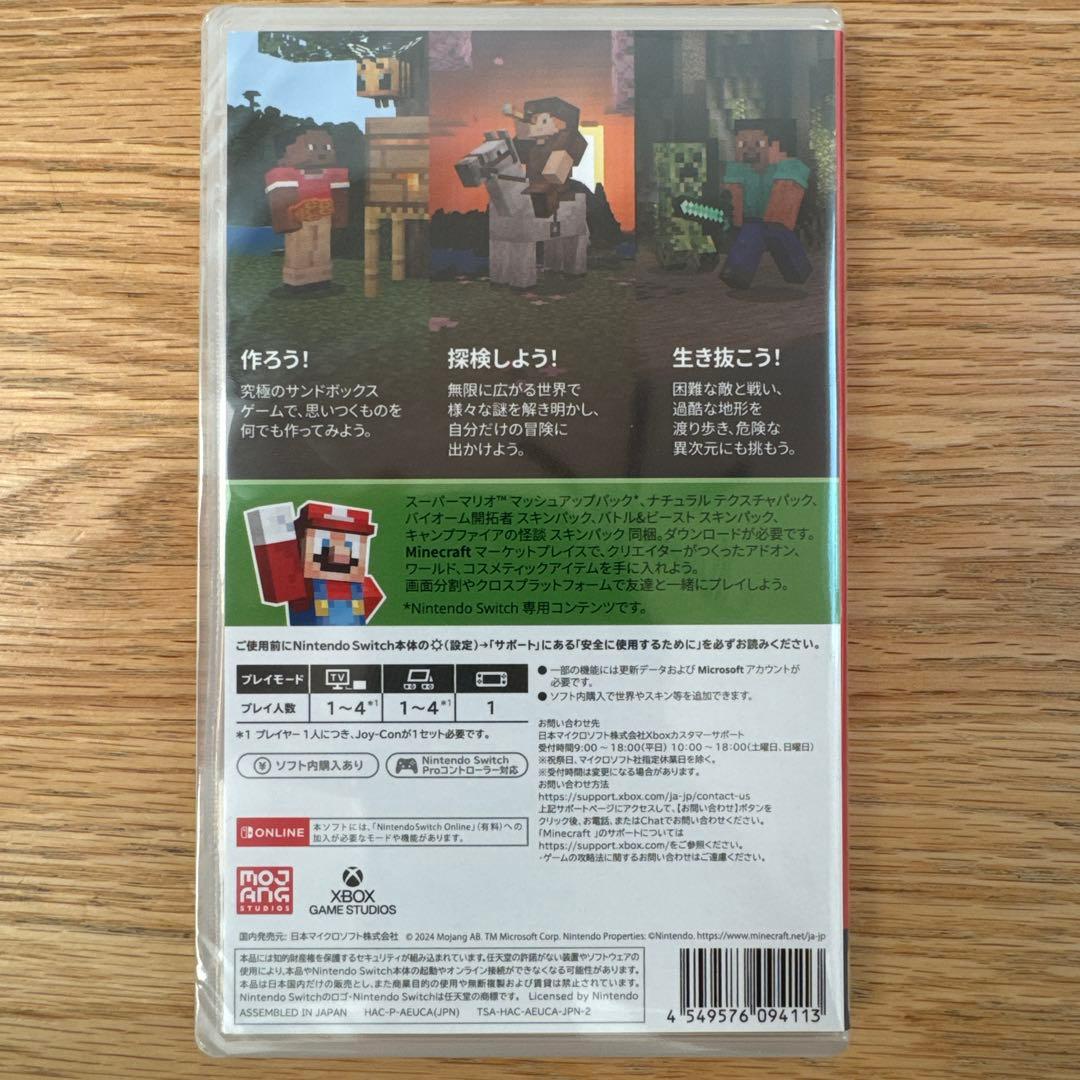 作ろう!
究極のサンドボックス
ゲームで、思いつくものを
何でも作ってみよう。
探検しよう!
無限に広がる世界で
様々な謎を解き明かし、
自分だけの冒険に
出かけよう。
生き抜こう!
困難な敵と戦い、
過酷な地形を
渡り歩き、危険な
異次元にも挑もう。
スーパーマリオ™ マッシュアップパック*、ナチュラル テクスチャパック、
バイオーム開拓者 スキンパック、バトル&ビースト スキンパック、
キャンプファイアの怪談 スキンパック 同梱。ダウンロードが必要です。
Minecraft マーケットプレイスで、クリエイターがつくったアドオン、
ワールド、コスメティックアイテムを手に入れよう。
画面分割やクロスプラットフォームで友達と一緒にプレイしよう。
*Nintendo Switch 専用コンテンツです。
ご使用前にNintendo Switch本体の(設定)→「サポート」にある「安全に使用するために」を必ずお読みください。
プレイモード TV
プレイ人数 1～4*1 1～4*1 1
*1 プレイヤー1人につき、Joy-Conが1セット必要です。
¥ ソフト内購入あり
Nintendo Switch
Proコントローラー対応
ONLINE
本ソフトには、「Nintendo Switch Online」(有料)への
加入が必要なモードや機能があります。
● 一部の機能には更新データおよび Microsoft アカウントが
必要です。
● ソフト内購入で世界やスキン等を追加できます。
お問い合わせ先
日本マイクロソフト株式会社Xboxカスタマーサポート
受付時間9:00～18:00(平日) 10:00～18:00(土曜日、日曜日)
※祝祭日、マイクロソフト社指定休業日を除く。
※受付時間は変更になる場合があります。
お問い合わせ方法
https://support.xbox.com/ja-jp/contact-us
上記サポートページにアクセスして、【お問い合わせ】ボタンを
クリック後、お電話、またはChatでお問い合わせください。
「Minecraft 」のサポートについては
https://support.xbox.com/をご参照ください。
・ゲームの攻略法に関するお問い合わせはご遠慮ください。
MOJANG
STUDIOS
XBOX
GAME STUDIOS
国内発売元: 日本マイクロソフト株式会社 © 2024 Mojang AB. TM Microsoft Corp. Nintendo Properties: ©Nintendo. https://www.minecraft.net/ja-jp
本品には知的財産権を保護するセキュリティが組み込まれています。任天堂の許諾がない装置やソフトウェアの
使用により、本品やNintendo Switch本体の起動やオンライン接続ができなくなる可能性があります。
本品は日本国内だけの販売とし、また商業目的の使用や無断複製および賃貸は禁止されています。
Nintendo Switchのロゴ・Nintendo Switchは任天堂の商標です。 Licensed by Nintendo
ASSEMBLED IN JAPAN HAC-P-AEUCA(JPN) TSA-HAC-AEUCA-JPN-2
4 549576 094113